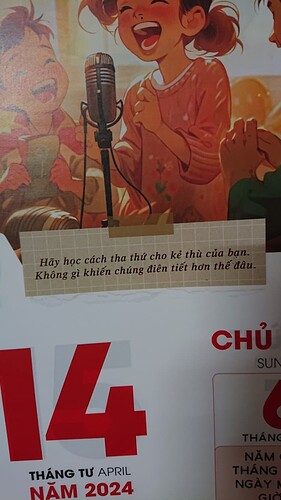 Hãy học cách tha thứ cho kẻ thù của bạn.
Không gì khiến chúng điên tiết hơn thế đâu.
14
THÁNG TƯ APRIL
NĂM 2024
CHỦ
SUN
6
THÁN
NĂM
THÁNG
NGÀY
GIỜ